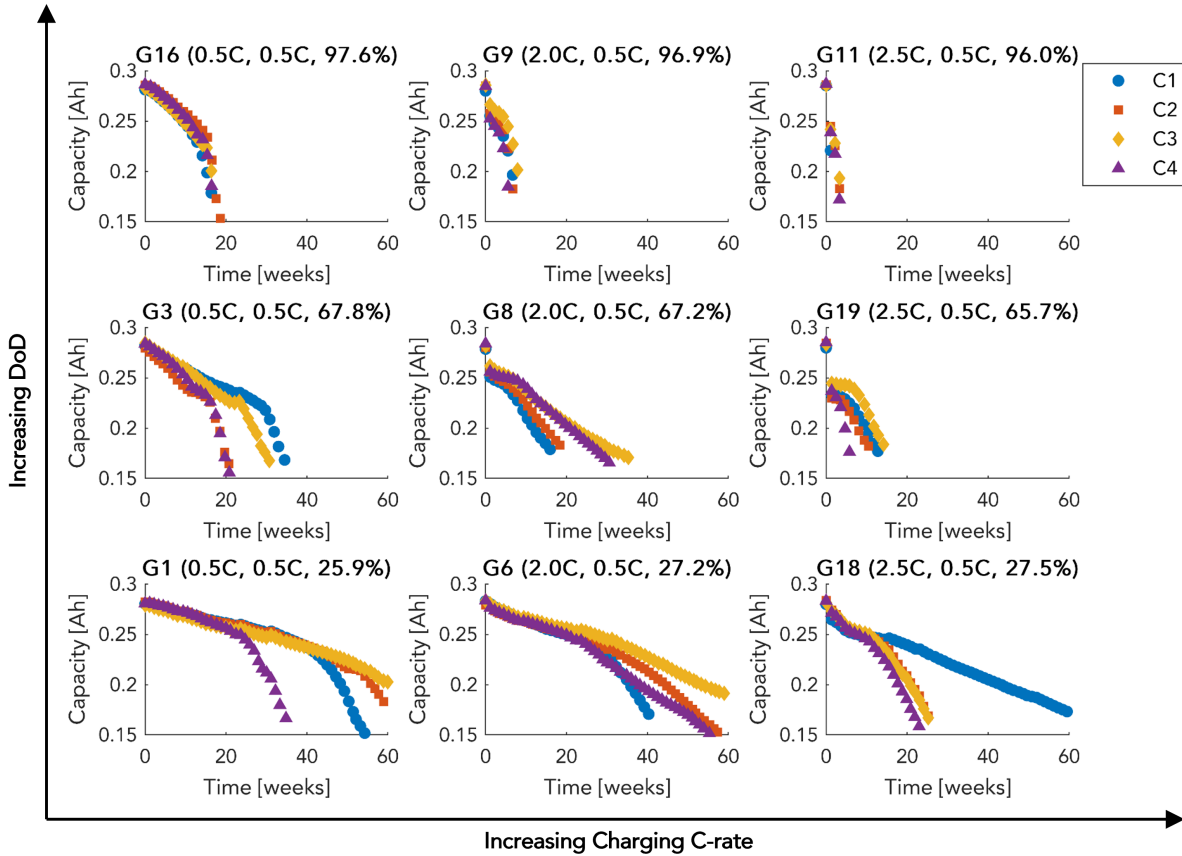 Increasing DoD
G16 (0.5C, 0.5C, 97.6%)
Capacity [Ah]
0.3
0.25
0.2
0.15
0 20 40 60
Time [weeks]
G9 (2.0C, 0.5C, 96.9%)
Capacity [Ah]
0.3
0.25
0.2
0.15
0 20 40 60
Time [weeks]
G11 (2.5C, 0.5C, 96.0%)
Capacity [Ah]
0.3
0.25
0.2
0.15
0 20 40 60
Time [weeks]
C1
C2
C3
C4
G3 (0.5C, 0.5C, 67.8%)
Capacity [Ah]
0.3
0.25
0.2
0.15
0 20 40 60
Time [weeks]
G8 (2.0C, 0.5C, 67.2%)
Capacity [Ah]
0.3
0.25
0.2
0.15
0 20 40 60
Time [weeks]
G19 (2.5C, 0.5C, 65.7%)
Capacity [Ah]
0.3
0.25
0.2
0.15
0 20 40 60
Time [weeks]
G1 (0.5C, 0.5C, 25.9%)
Capacity [Ah]
0.3
0.25
0.2
0.15
0 20 40 60
Time [weeks]
G6 (2.0C, 0.5C, 27.2%)
Capacity [Ah]
0.3
0.25
0.2
0.15
0 20 40 60
Time [weeks]
G18 (2.5C, 0.5C, 27.5%)
Capacity [Ah]
0.3
0.25
0.2
0.15
0 20 40 60
Time [weeks]
Increasing Charging C-rate